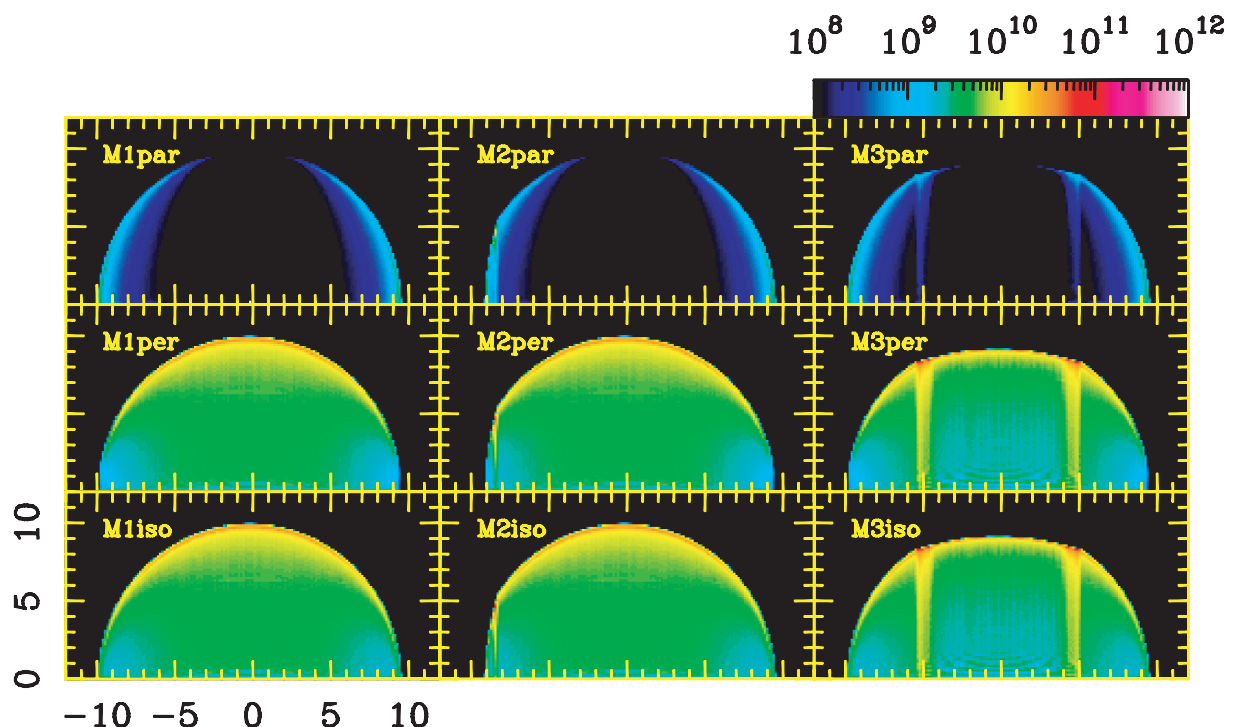 10^8 10^9 10^10 10^11 10^12
M1par M2par M3par
M1per M2per M3per
M1iso M2iso M3iso
10
5
0
−10 −5 0 5 10